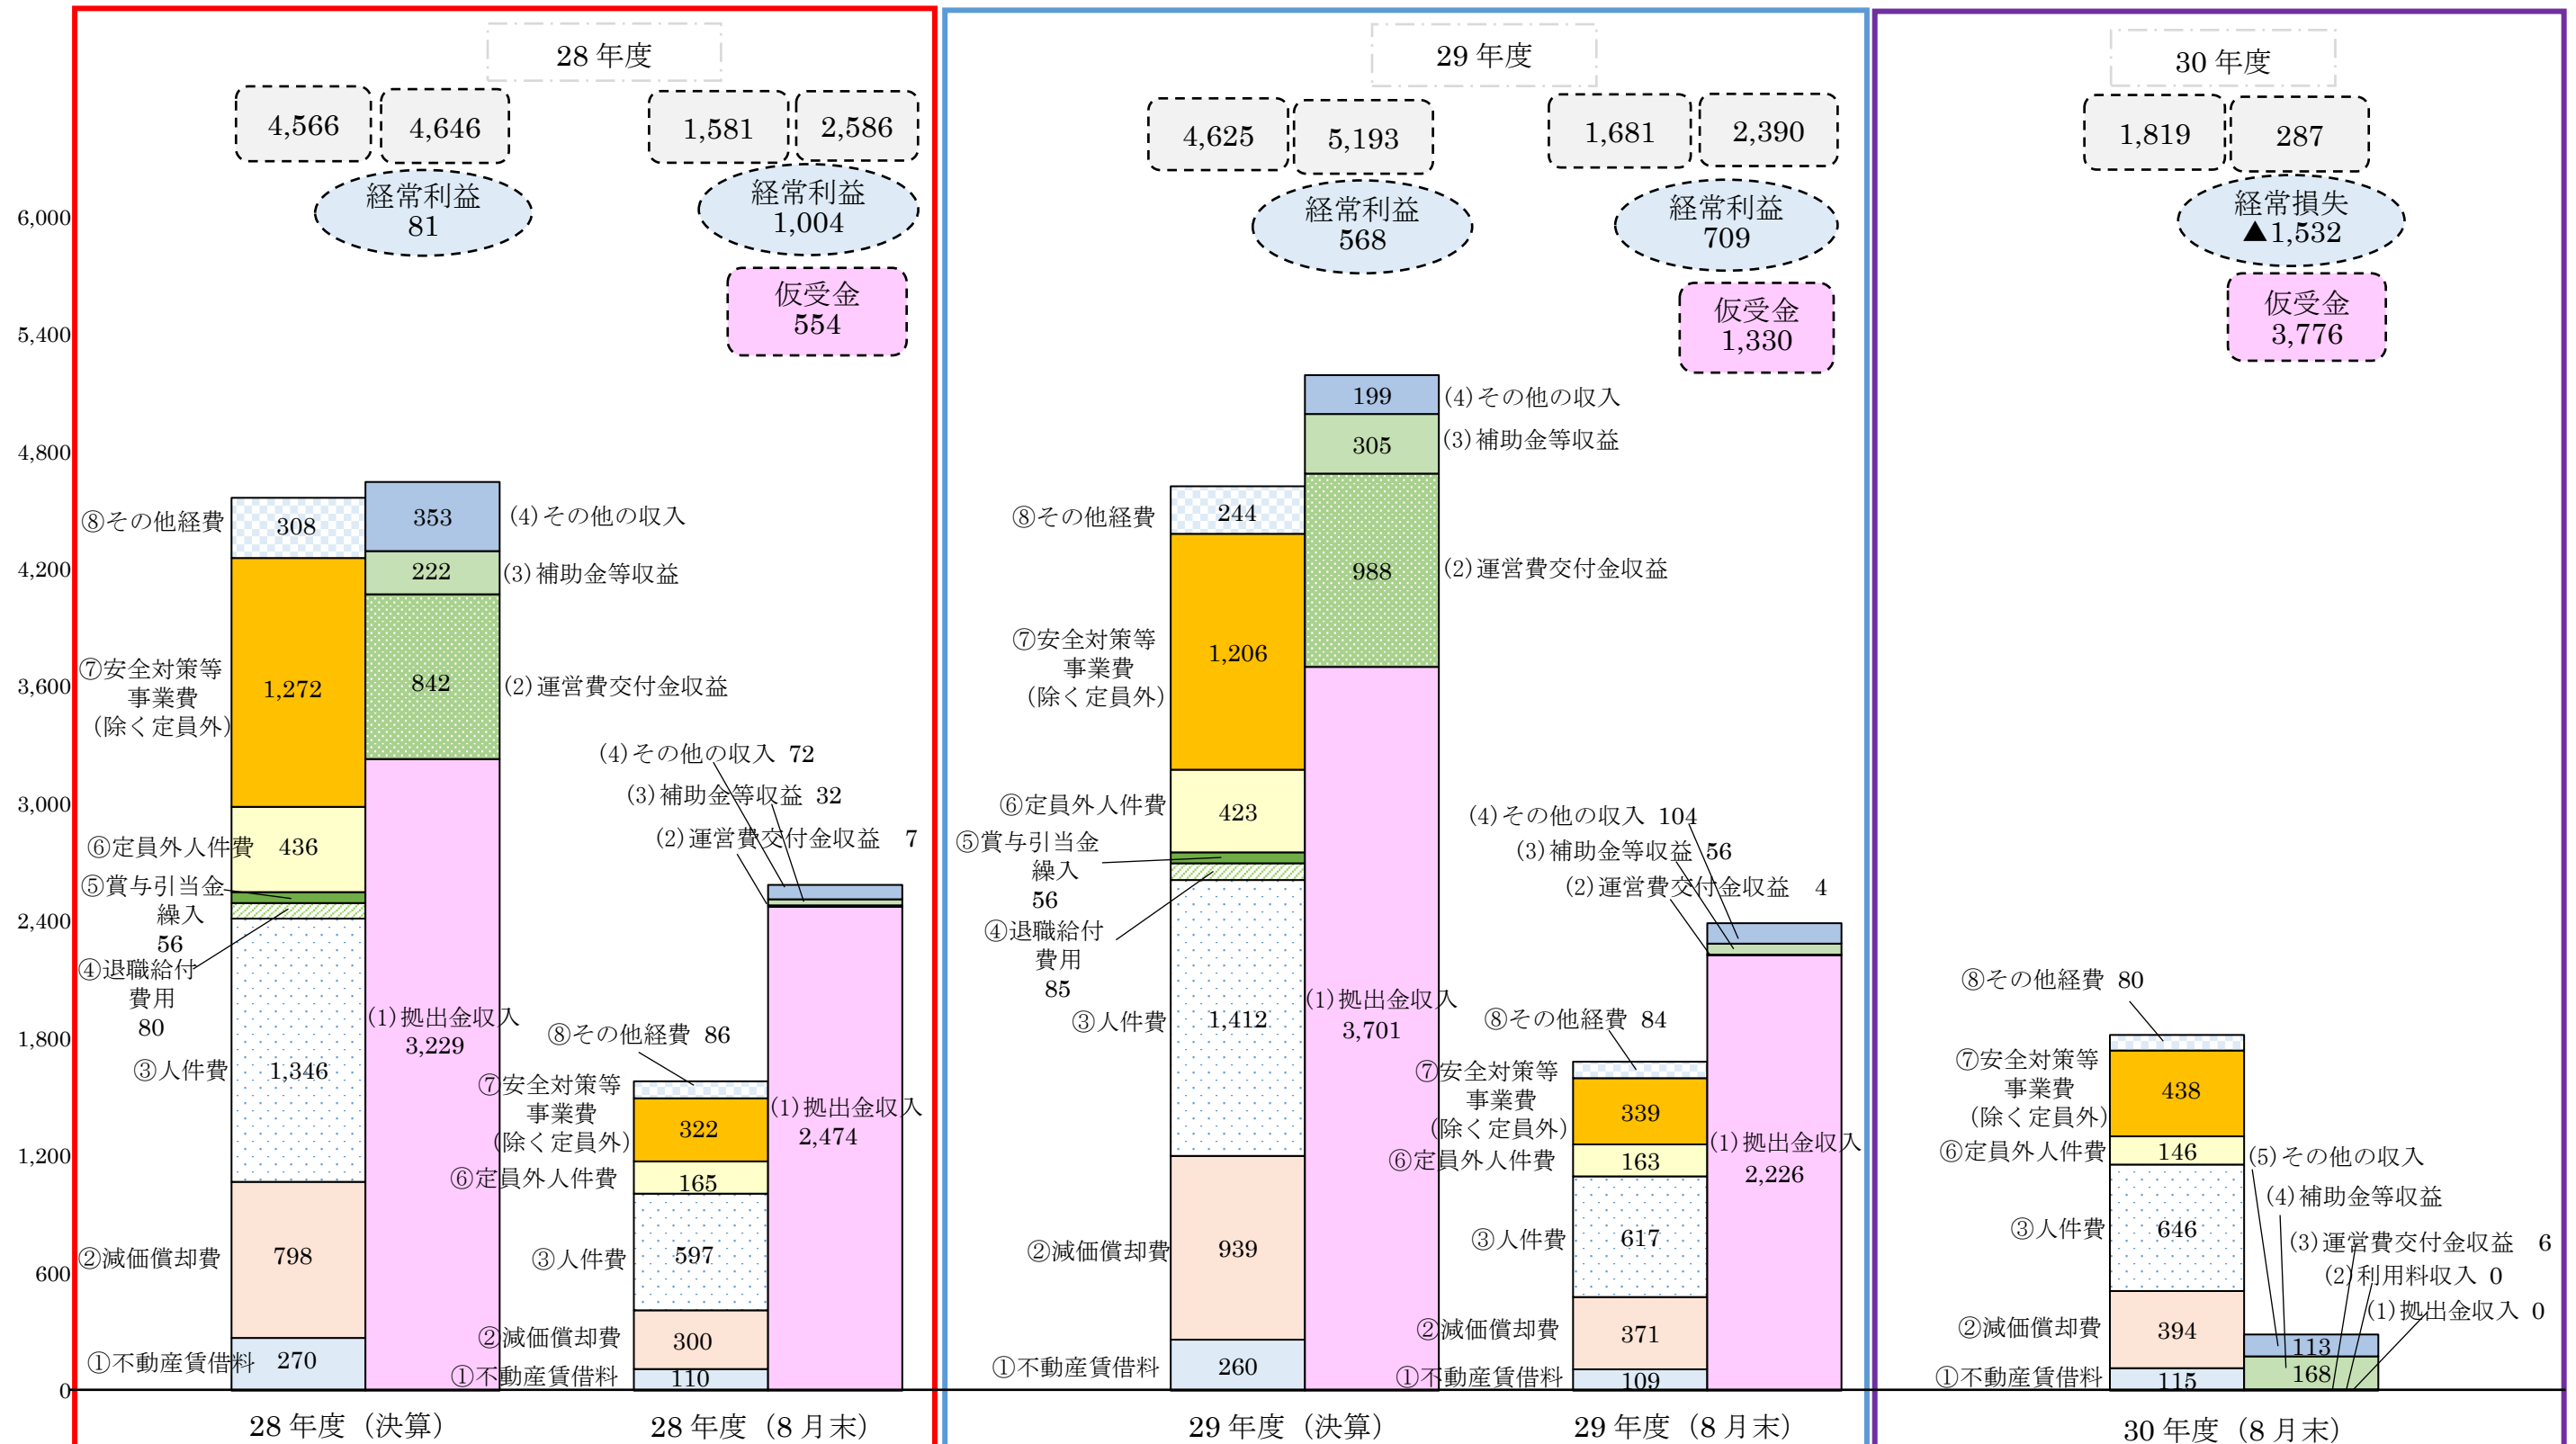 28 年度
4,566
4,646
1,581
2,586
経常利益
81
経常利益
1,004
仮受金
554
29 年度
4,625
5,193
1,681
2,390
経常利益
568
経常利益
709
仮受金
1,330
30 年度
1,819
287
経常損失
▲1,532
仮受金
3,776
6,000
5,400
4,800
4,200
3,600
3,000
2,400
1,800
1,200
600
0
⑧その他経費
308
⑦安全対策等
事業費
(除く定員外)
1,272
⑥定員外人件費
436
⑤賞与引当金
繰入
56
④退職給付
費用
80
③人件費
1,346
②減価償却費
798
①不動産賃借料
270
353
(4)その他の収入
222
(3)補助金等収益
842
(2)運営費交付金収益
(1)拠出金収入
3,229
28 年度（決算）
⑧その他経費 86
⑦安全対策等
事業費
(除く定員外)
322
⑥定員外人件費
165
③人件費
597
②減価償却費
300
①不動産賃借料
110
(4)その他の収入 72
(3)補助金等収益 32
(2)運営費交付金収益 7
(1)拠出金収入
2,474
28 年度（8 月末）
⑧その他経費
244
⑦安全対策等
事業費
(除く定員外)
1,206
⑥定員外人件費
423
⑤賞与引当金
繰入
56
④退職給付
費用
85
③人件費
1,412
②減価償却費
939
①不動産賃借料
260
199
(4)その他の収入
305
(3)補助金等収益
988
(2)運営費交付金収益
(1)拠出金収入
3,701
29 年度（決算）
⑧その他経費 84
⑦安全対策等
事業費
(除く定員外)
339
⑥定員外人件費
163
③人件費
617
②減価償却費
371
①不動産賃借料
109
(4)その他の収入 104
(3)補助金等収益 56
(2)運営費交付金収益 4
(1)拠出金収入
2,226
29 年度（8 月末）
⑧その他経費 80
⑦安全対策等
事業費
(除く定員外)
438
⑥定員外人件費
146
③人件費
646
②減価償却費
394
①不動産賃借料
115
(5)その他の収入
(4)補助金等収益
(3)運営費交付金収益 6
(2)利用料収入 0
(1)拠出金収入 0
113
168
30 年度（8 月末）